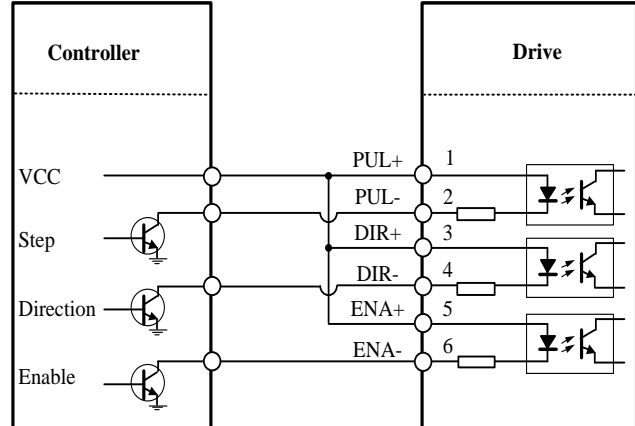 Controller
Drive
VCC
PUL+ 1
PUL- 2
Step
DIR+ 3
DIR- 4
Direction
ENA+ 5
ENA- 6
Enable